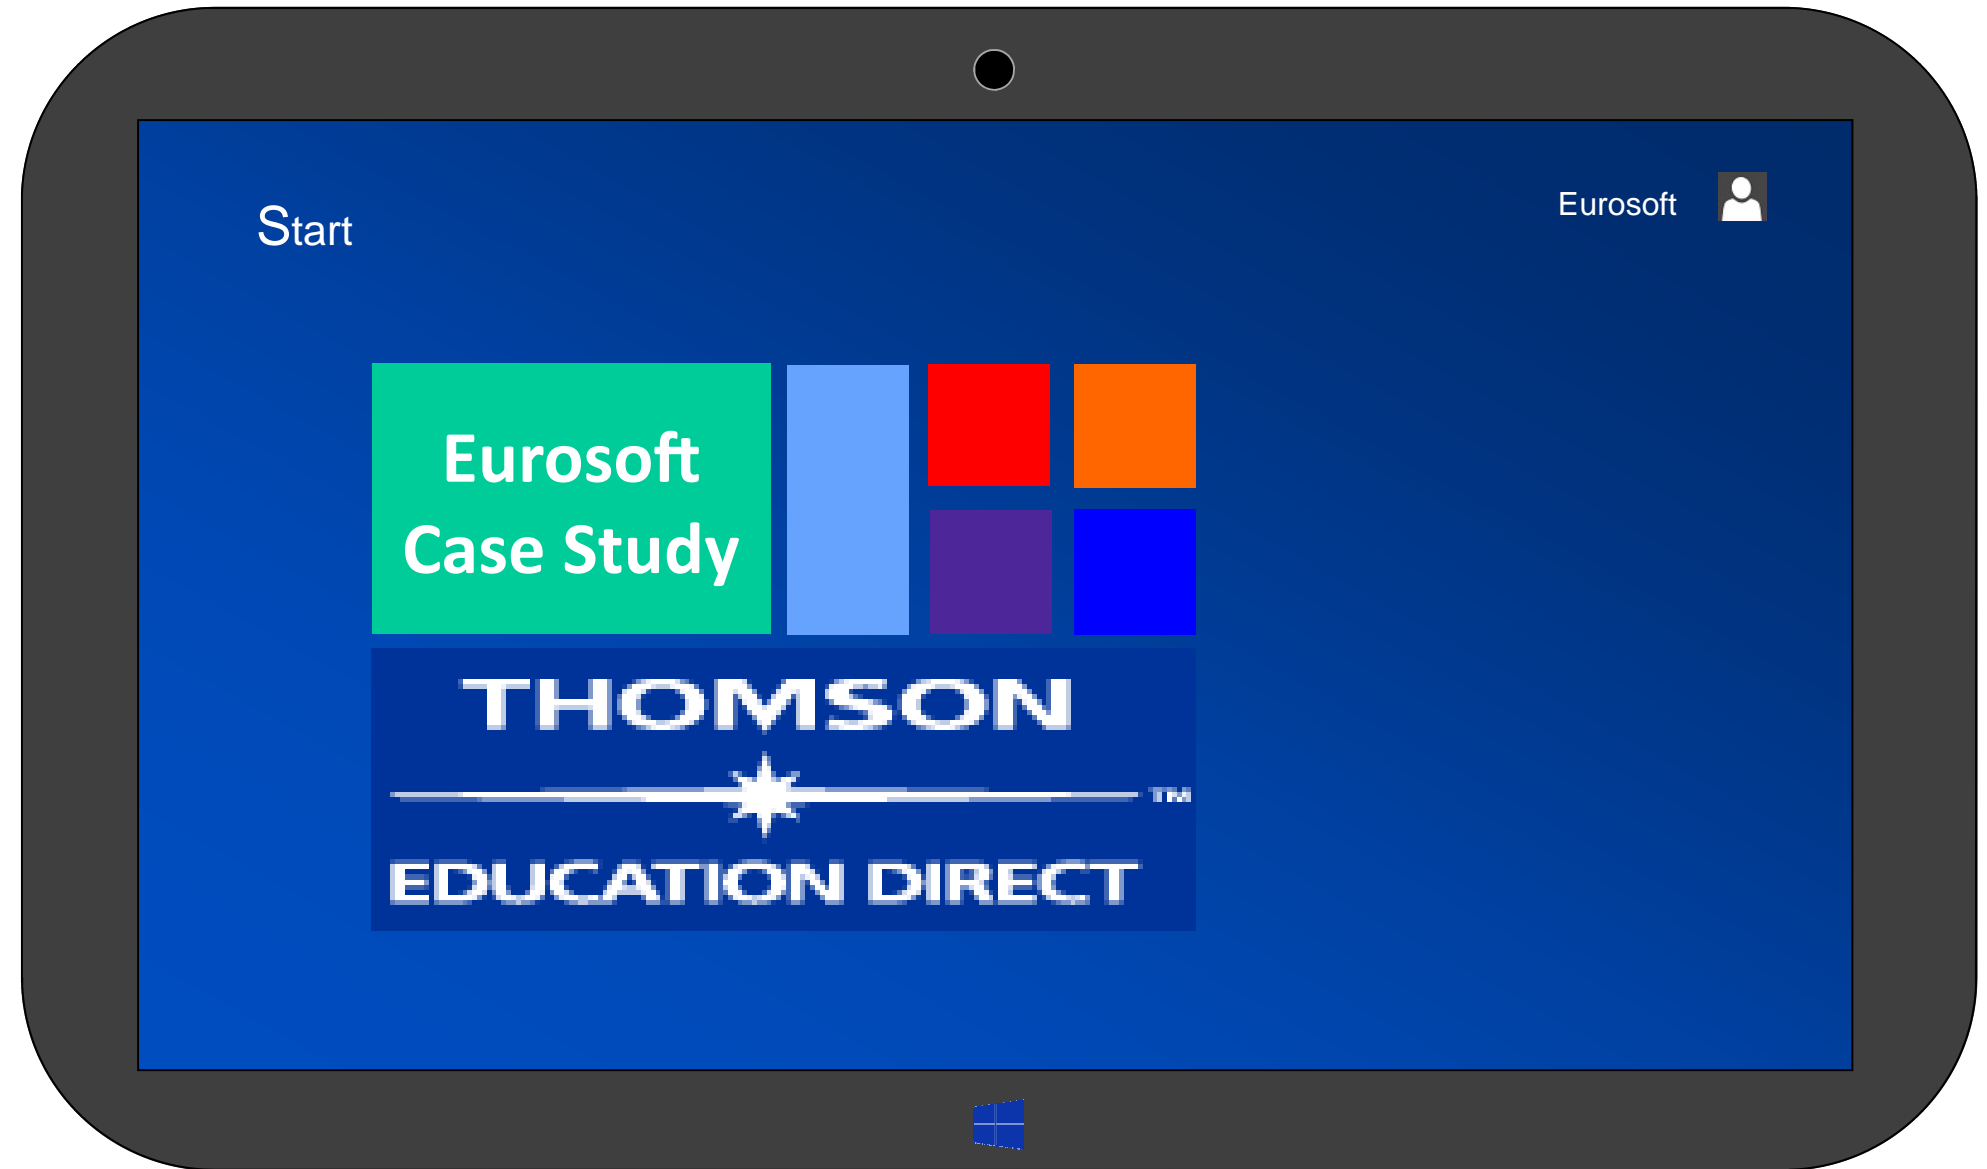 Start
Eurosoft
Eurosoft
Case Study
THOMSON
TM
EDUCATION DIRECT